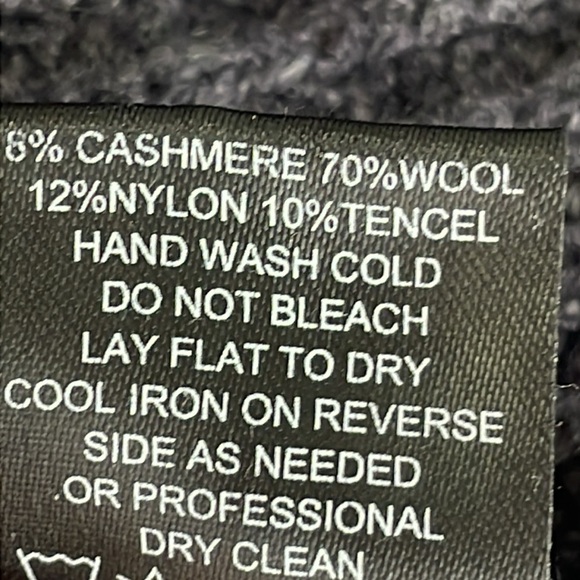 8% CASHMERE 70%WOOL
12%NYLON 10%TENCEL
HAND WASH COLD
DO NOT BLEACH
LAY FLAT TO DRY
COOL IRON ON REVERSE
SIDE AS NEEDED
.OR PROFESSIONAL
DRY CLEAN